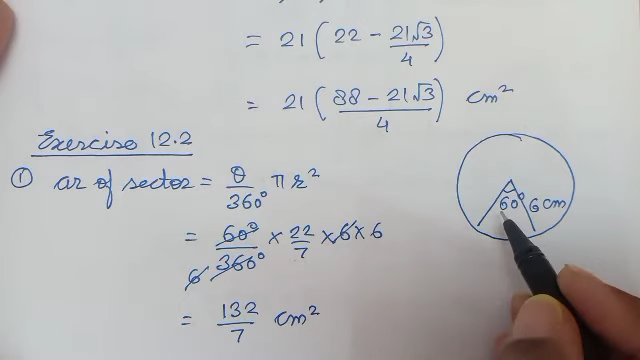 = 21 ( 22 - 21√3/4 )
= 21 ( 88 - 21√3 / 4 ) cm²
Exercise 12.2
① ar of sector = θ/360° πr²
= 60°/360° × 22/7 × 6 × 6
6
= 132/7 cm²
60° 6 cm